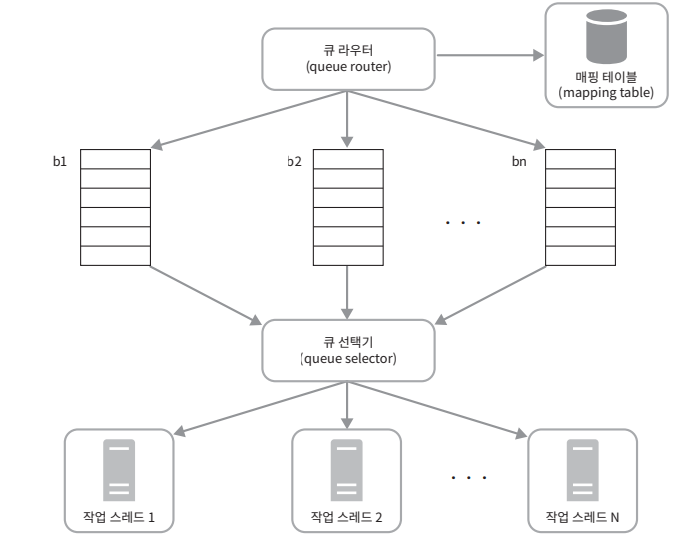 큐 라우터
(queue router)
매핑 테이블
(mapping table)
b1
b2
bn
. . .
큐 선택기
(queue selector)
작업 스레드 1
작업 스레드 2
. . .
작업 스레드 N